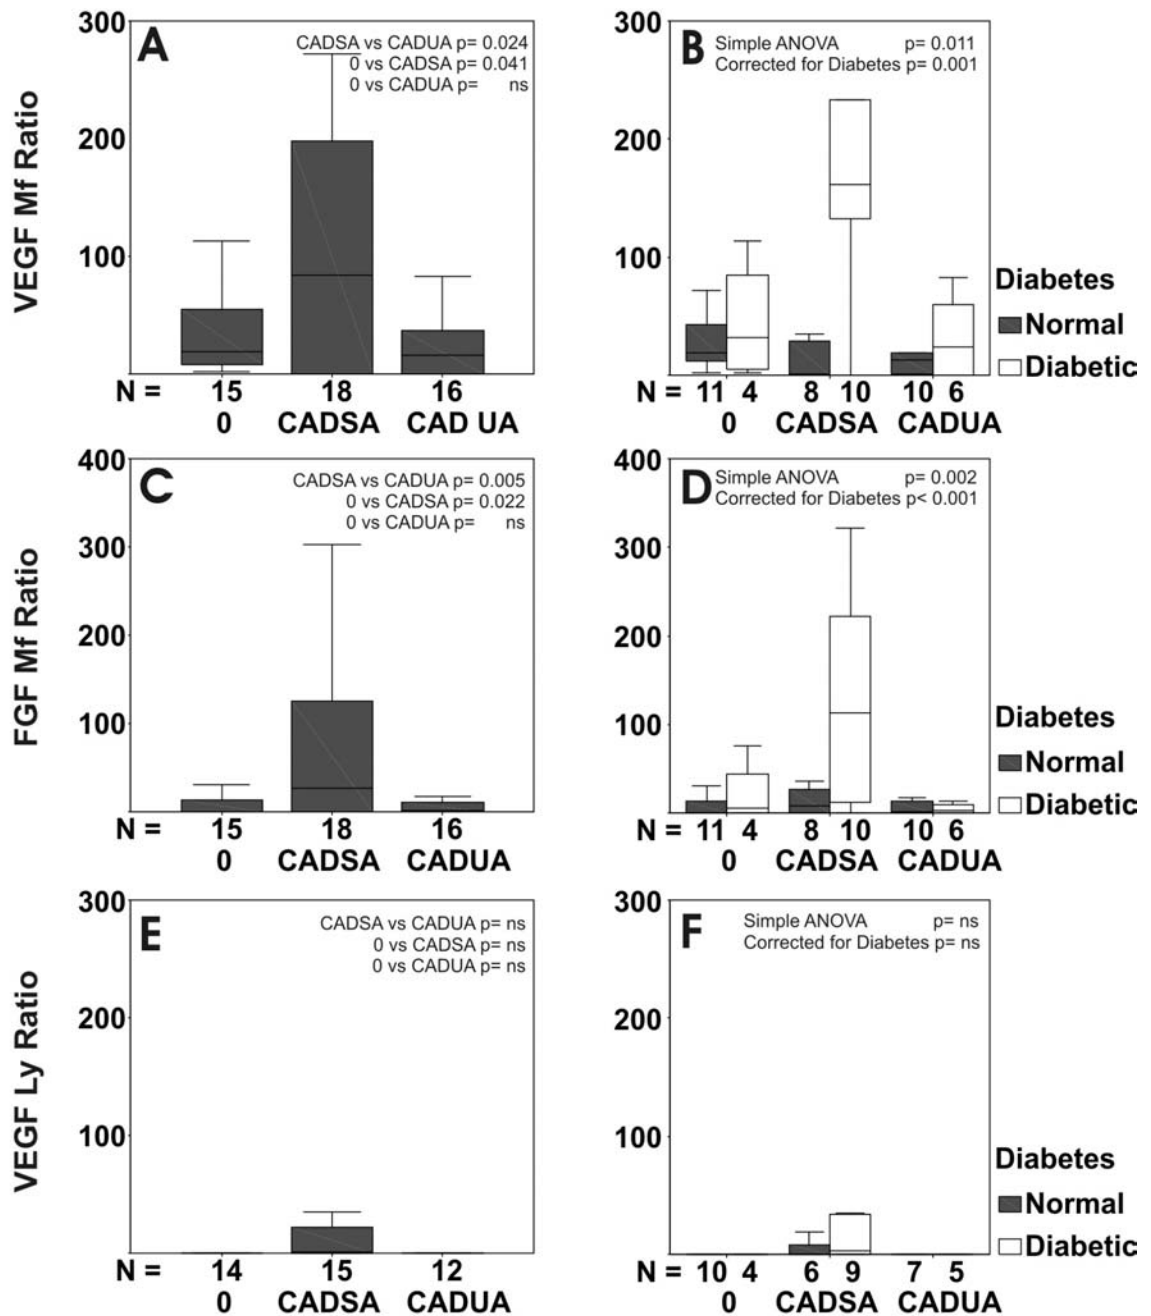 VEGF Mf Ratio
A
300
200
100
CADSA vs CADUA p= 0.024
0 vs CADSA p= 0.041
0 vs CADUA p= ns
N = 15 18 16
0 CADSA CAD UA
B
300
200
100
Simple ANOVA p= 0.011
Corrected for Diabetes p= 0.001
Diabetes
Normal
Diabetic
N = 11 4 8 10 10 6
0 CADSA CADUA
FGF Mf Ratio
C
400
300
200
100
CADSA vs CADUA p= 0.005
0 vs CADSA p= 0.022
0 vs CADUA p= ns
N = 15 18 16
0 CADSA CADUA
D
400
300
200
100
Simple ANOVA p= 0.002
Corrected for Diabetes p< 0.001
Diabetes
Normal
Diabetic
N = 11 4 8 10 10 6
0 CADSA CADUA
VEGF Ly Ratio
E
300
200
100
CADSA vs CADUA p= ns
0 vs CADSA p= ns
0 vs CADUA p= ns
N = 14 15 12
0 CADSA CADUA
F
300
200
100
Simple ANOVA p= ns
Corrected for Diabetes p= ns
Diabetes
Normal
Diabetic
N = 10 4 6 9 7 5
0 CADSA CADUA